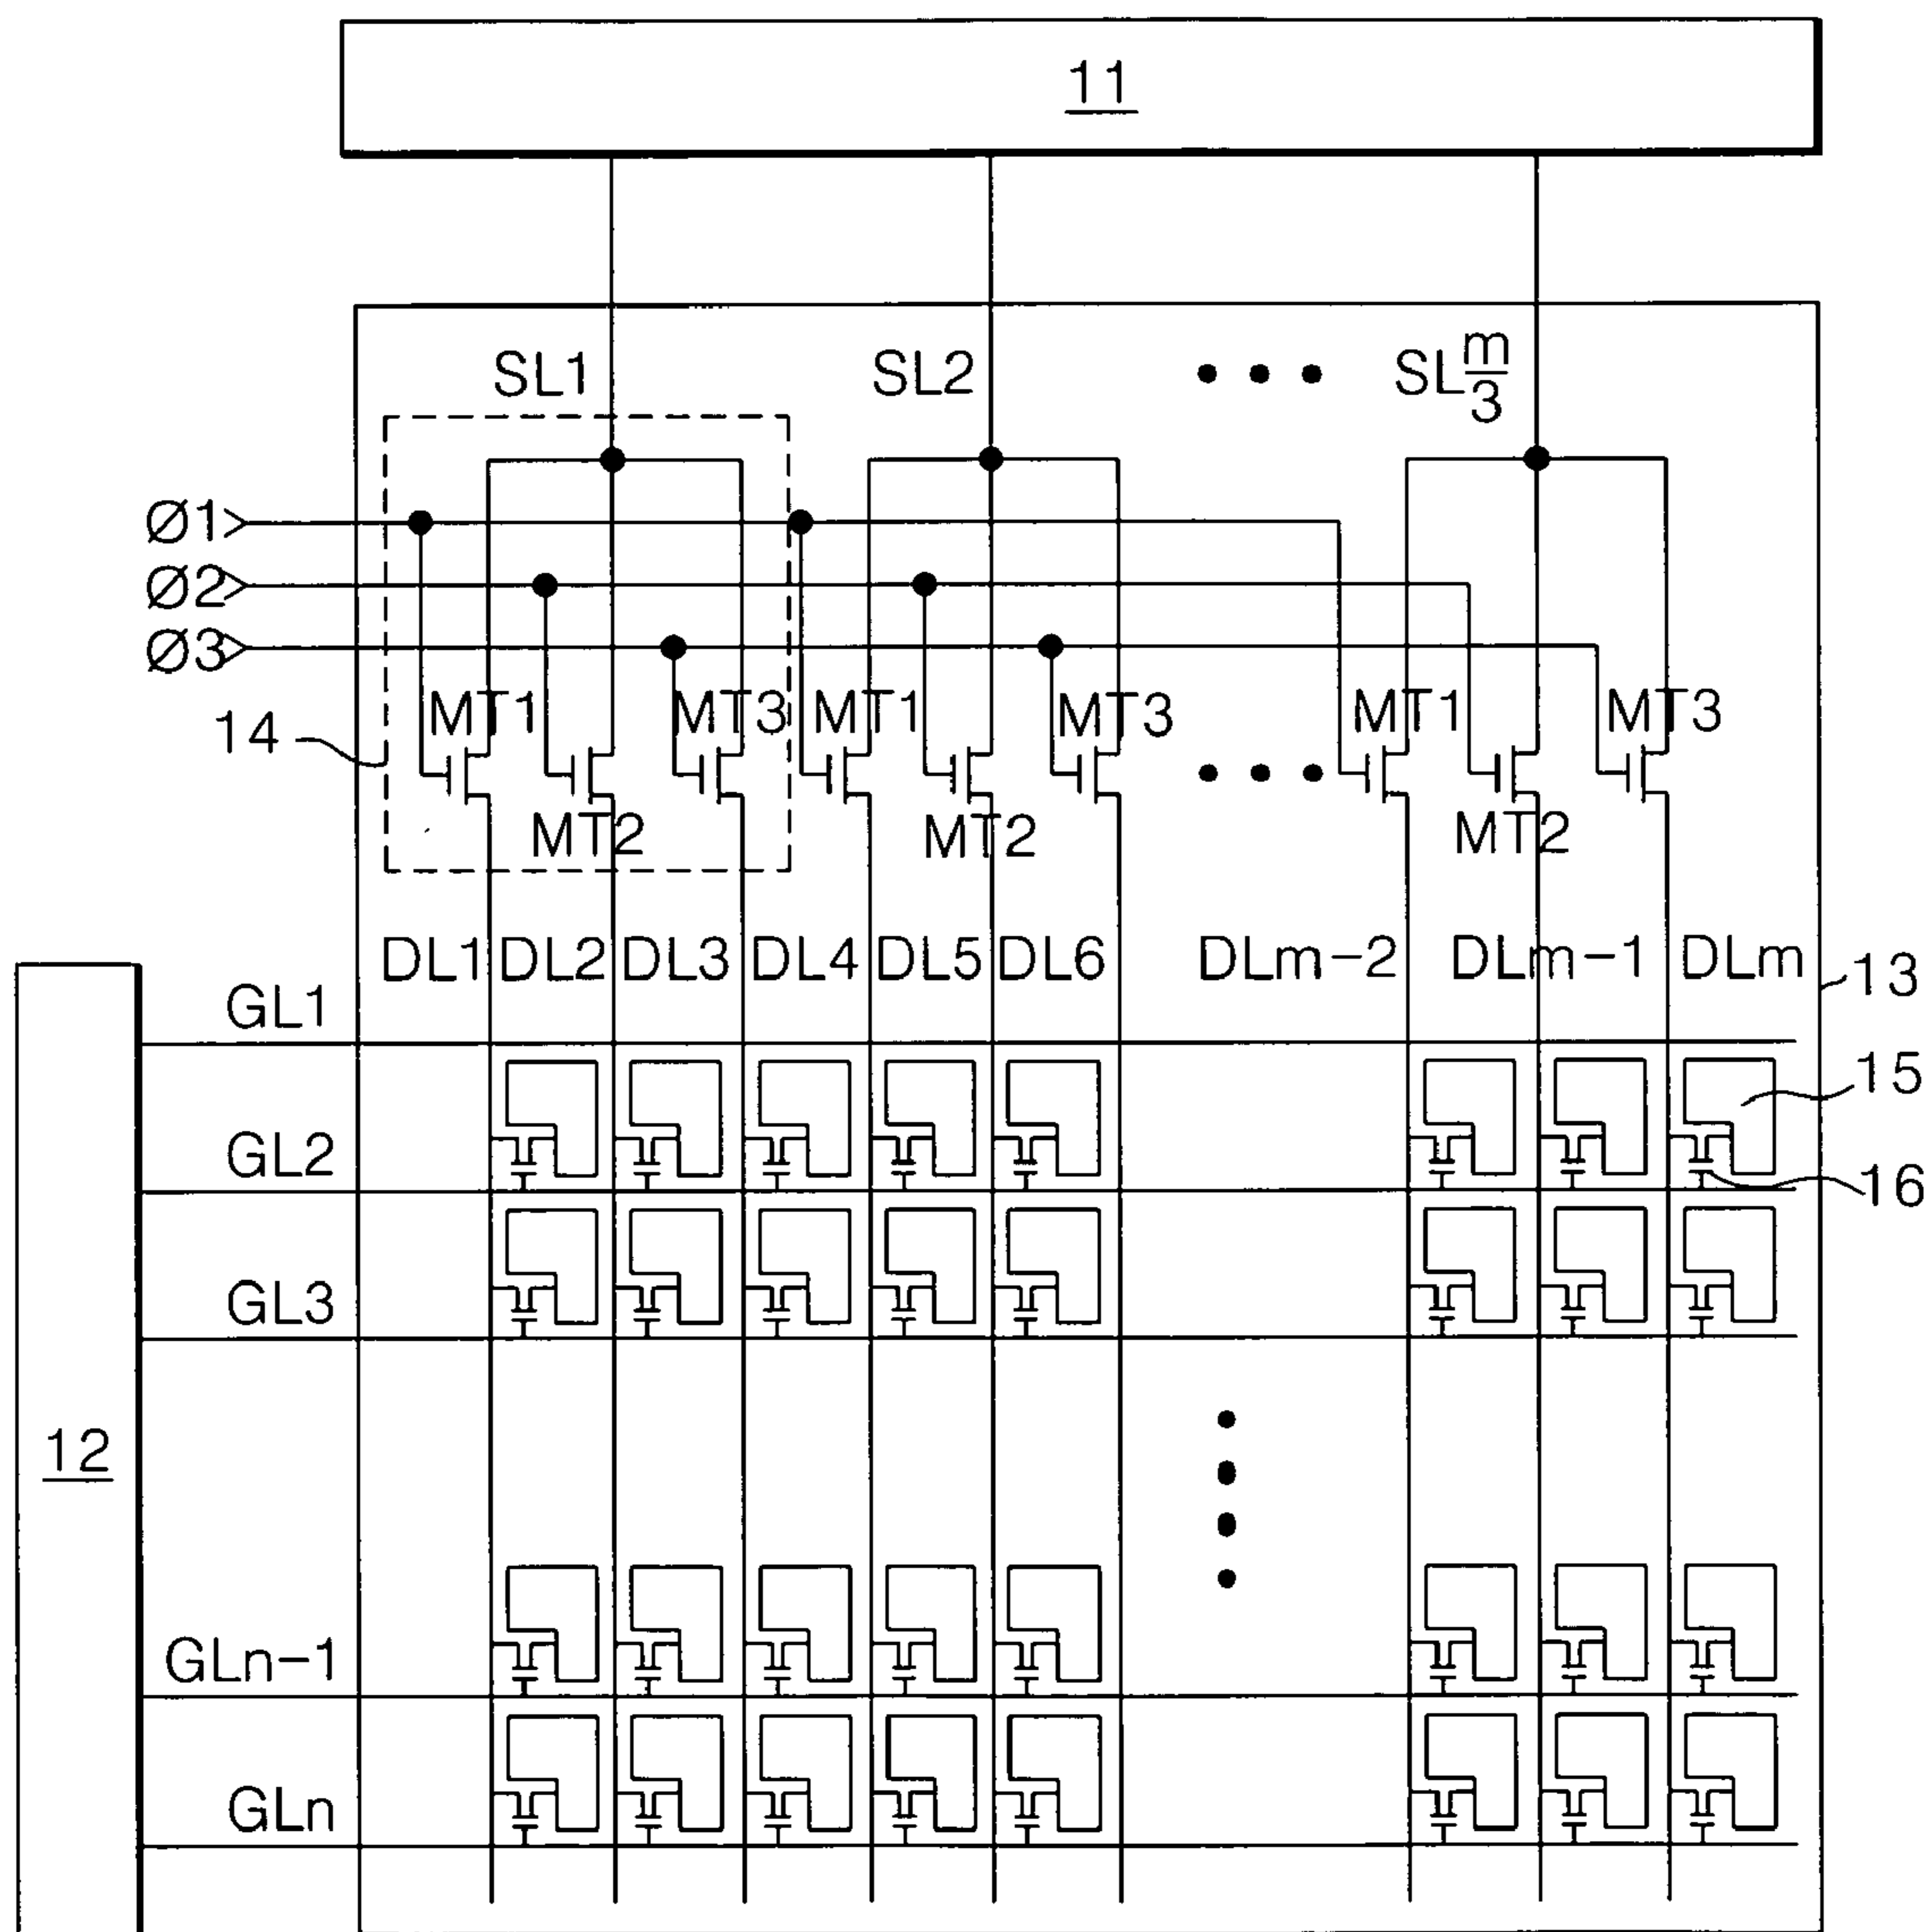 11
SL1 SL2 • • • SL m/3
Ø1
Ø2
Ø3
14 MT1 MT3 MT1 MT3 • • • MT1 MT3
MT2 MT2 MT2
DL1 DL2 DL3 DL4 DL5 DL6 DLm-2 DLm-1 DLm
13
GL1
15
GL2
16
GL3
12
GLn-1
GLn